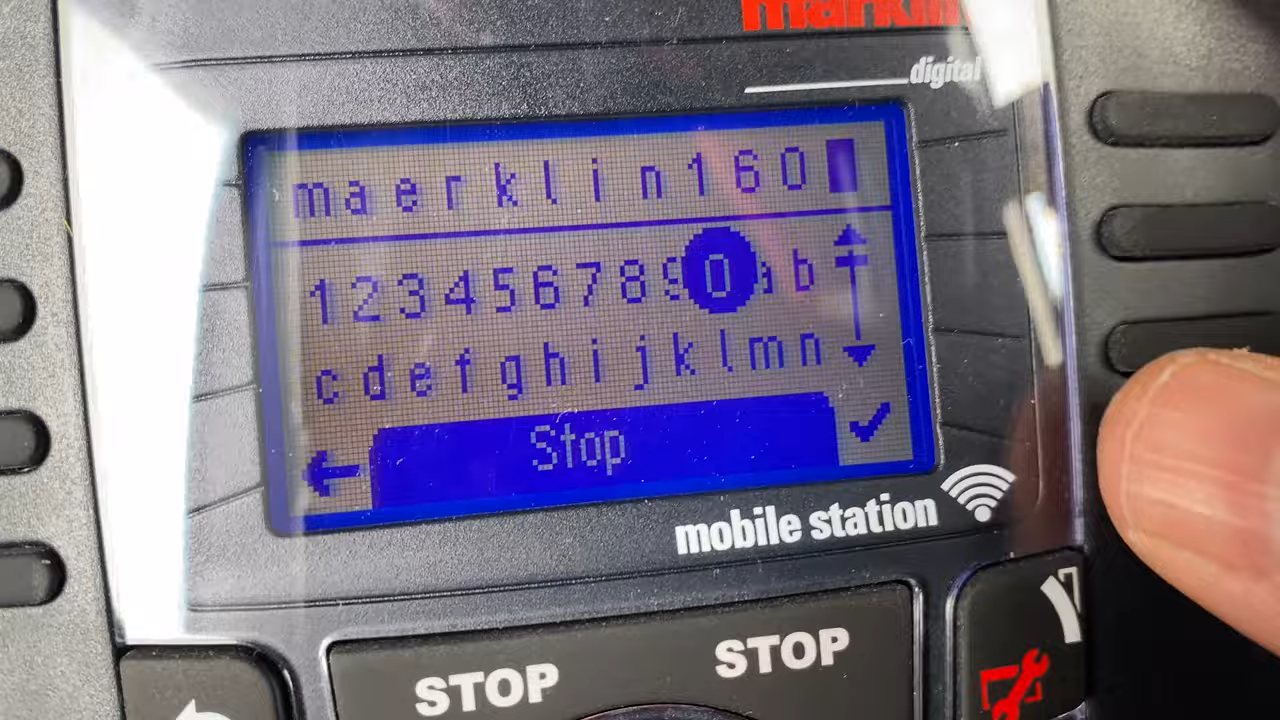 märklin
digital
maerklin160
1234567890ab
cdefghijklmn
Stop
mobile station
STOP STOP